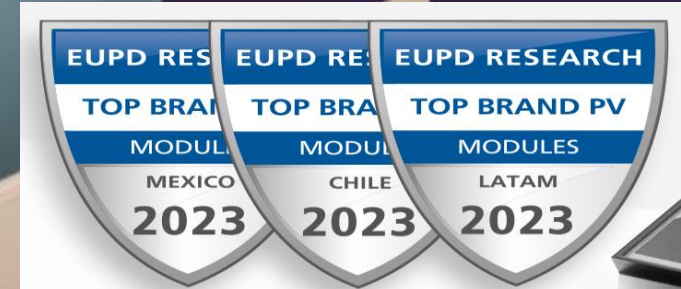 EUPD RES
TOP BRAN
MODUL
MEXICO
2023
EUPD RE
TOP BRA
MODUL
CHILE
2023
EUPD RESEARCH
TOP BRAND PV
MODULES
LATAM
2023